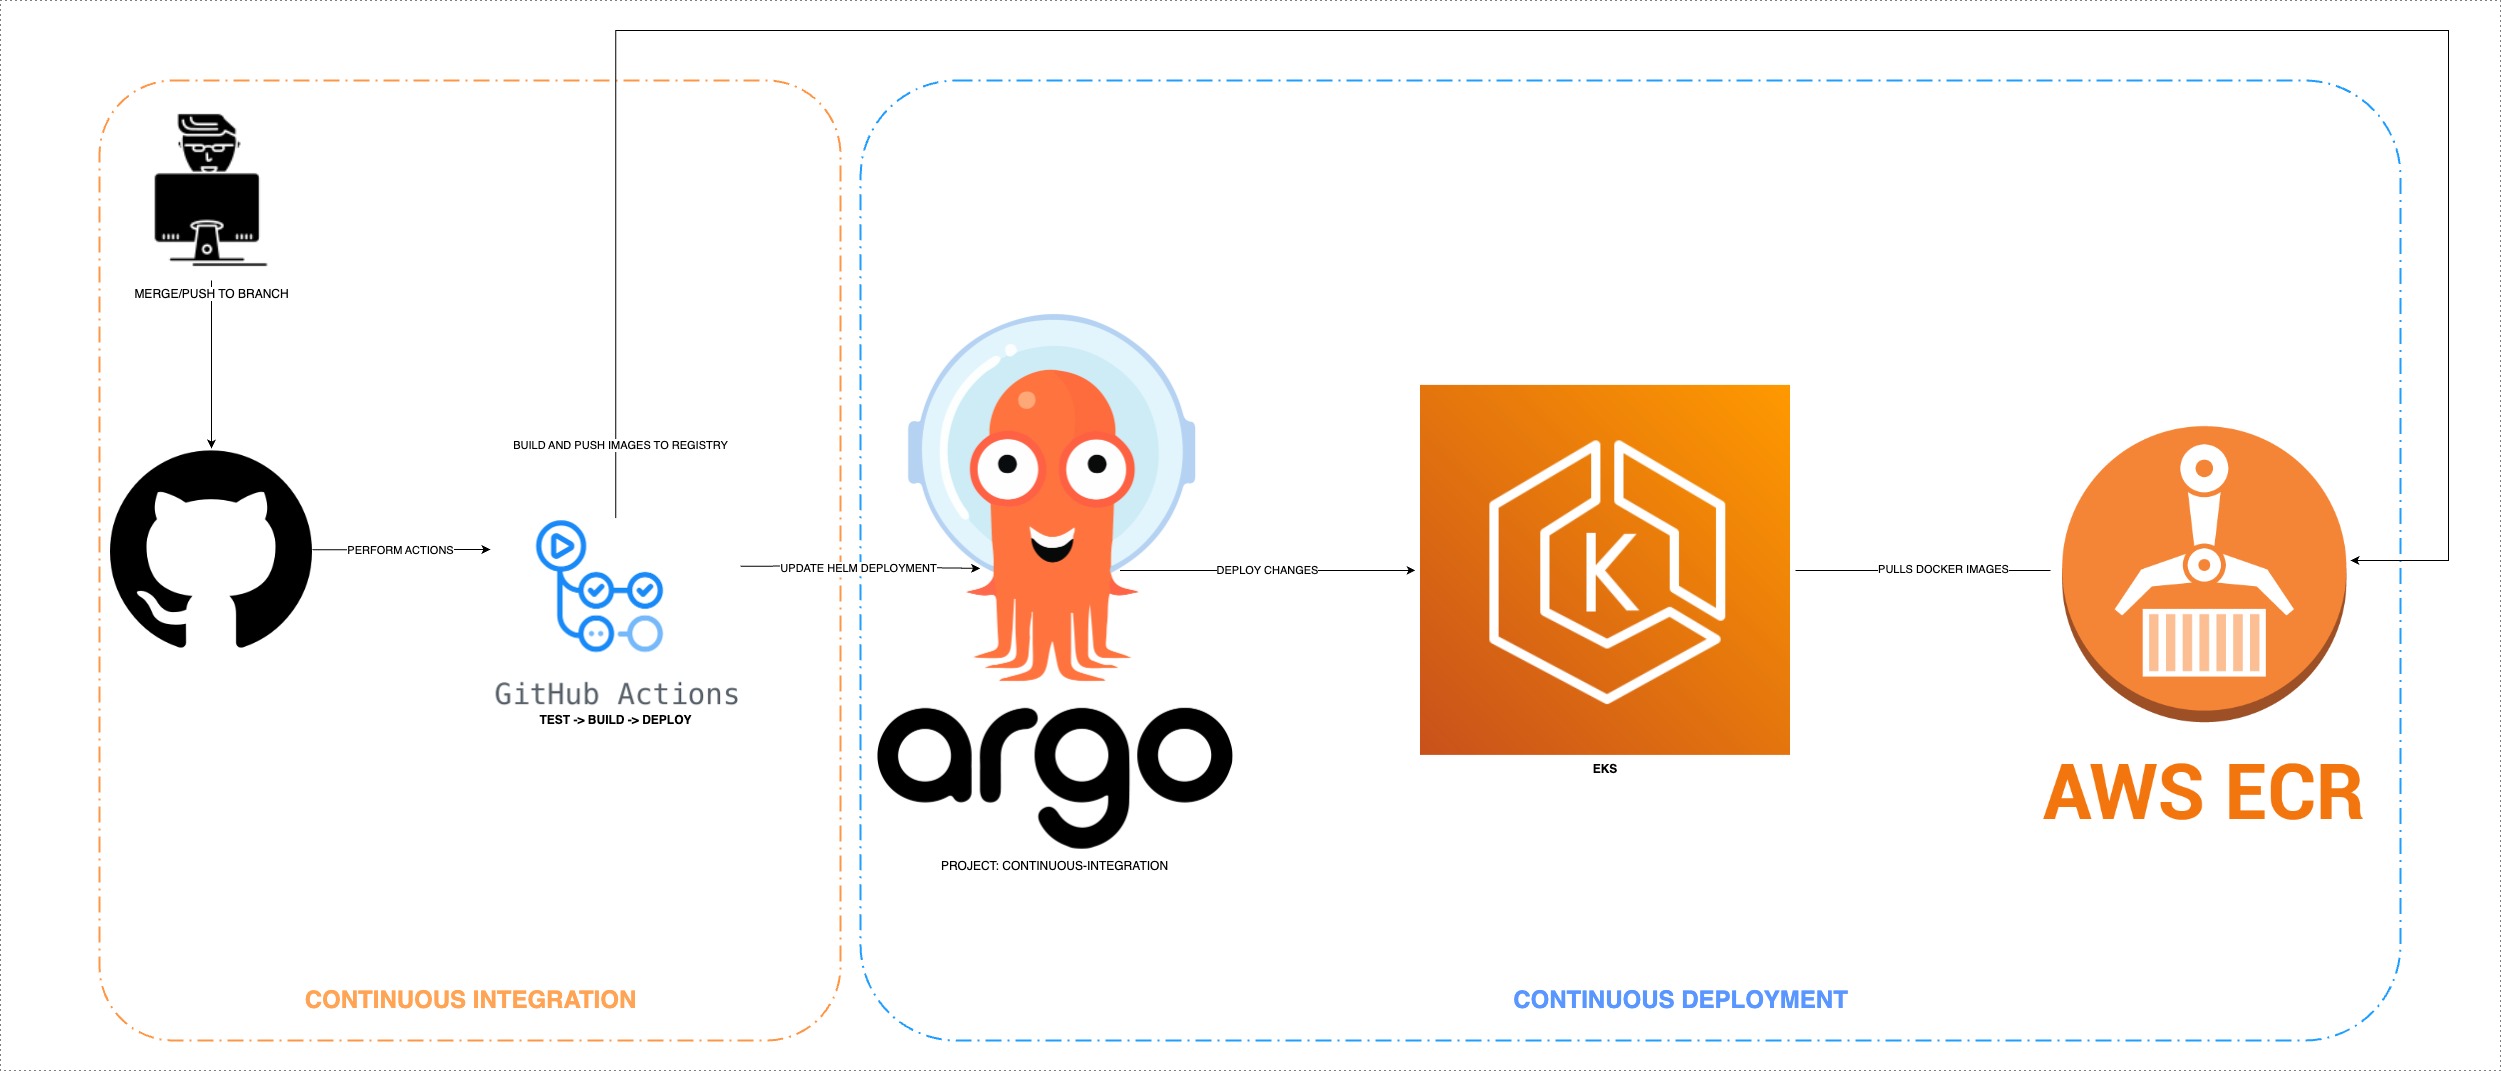 MERGE/PUSH TO BRANCH
BUILD AND PUSH IMAGES TO REGISTRY
PERFORM ACTIONS
UPDATE HELM DEPLOYMENT
DEPLOY CHANGES
PULLS DOCKER IMAGES
K
GitHub Actions
TEST -> BUILD -> DEPLOY
argo
PROJECT: CONTINUOUS-INTEGRATION
EKS
AWS ECR
CONTINUOUS INTEGRATION
CONTINUOUS DEPLOYMENT